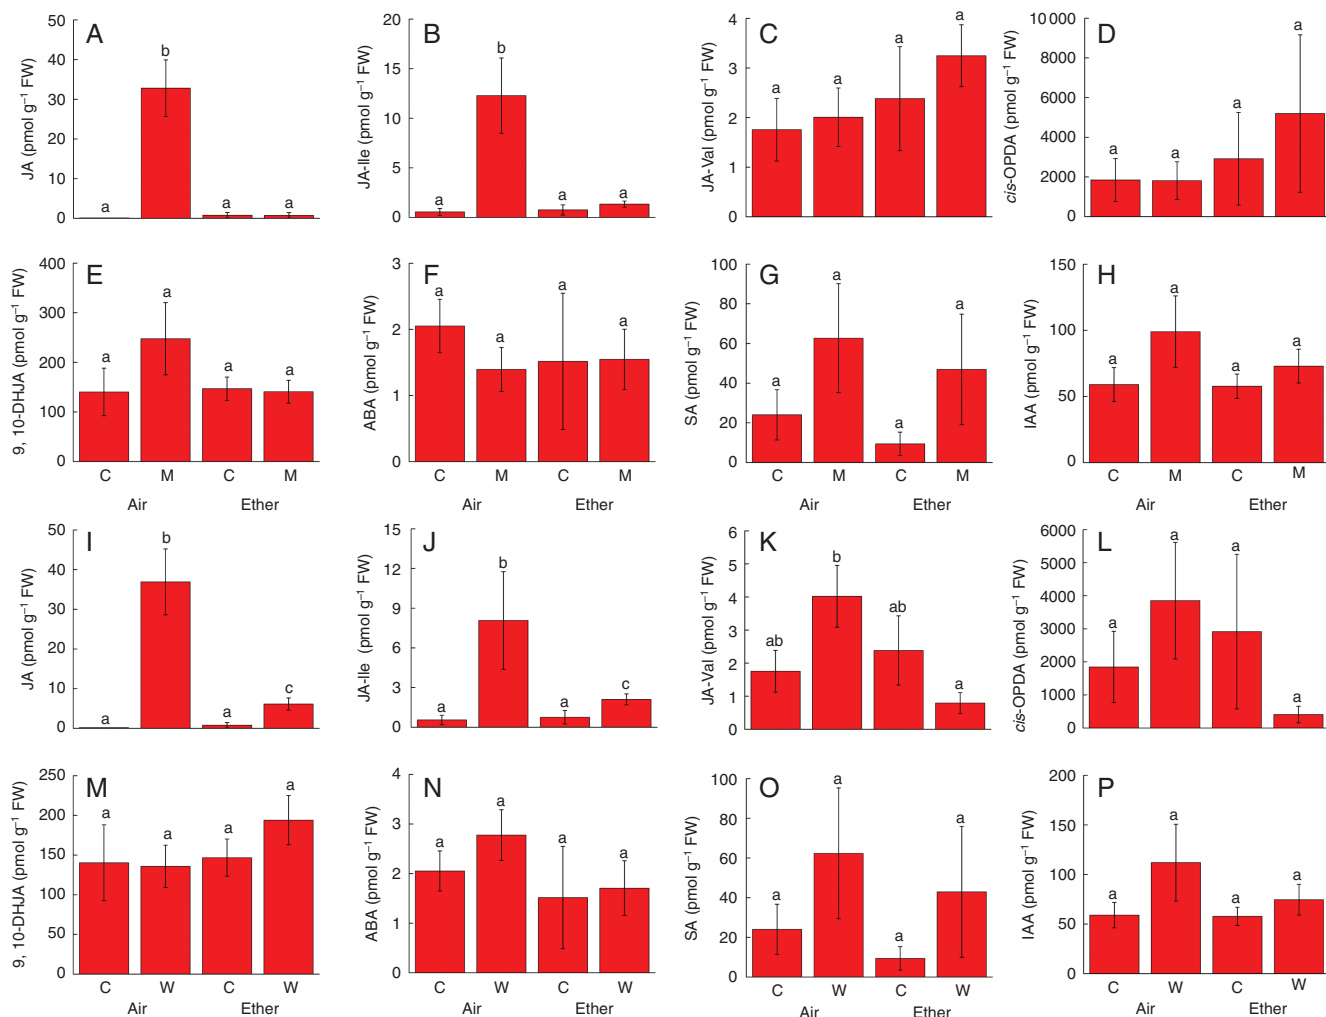 A
JA (pmol g⁻¹ FW)
50
40
30
20
10
0
a
b
a
a
B
JA-Ile (pmol g⁻¹ FW)
20
15
10
5
0
a
b
a
a
C
JA-Val (pmol g⁻¹ FW)
4
3
2
1
0
a
a
a
a
D
cis-OPDA (pmol g⁻¹ FW)
10 000
8000
6000
4000
2000
0
a
a
a
a
E
9, 10-DHJA (pmol g⁻¹ FW)
400
300
200
100
0
a
a
a
a
C M C M
Air Ether
F
ABA (pmol g⁻¹ FW)
3
2
1
0
a
a
a
a
C M C M
Air Ether
G
SA (pmol g⁻¹ FW)
100
80
60
40
20
0
a
a
a
a
C M C M
Air Ether
H
IAA (pmol g⁻¹ FW)
150
100
50
0
a
a
a
a
C M C M
Air Ether
I
JA (pmol g⁻¹ FW)
50
40
30
20
10
0
a
b
a
c
J
JA-Ile (pmol g⁻¹ FW)
15
12
9
6
3
0
a
b
a
c
K
JA-Val (pmol g⁻¹ FW)
6
5
4
3
2
1
0
ab
b
ab
a
L
cis-OPDA (pmol g⁻¹ FW)
6000
5000
4000
3000
2000
1000
0
a
a
a
a
M
9, 10-DHJA (pmol g⁻¹ FW)
250
200
150
100
50
0
a
a
a
a
C W C W
Air Ether
N
ABA (pmol g⁻¹ FW)
4
3
2
1
0
a
a
a
a
C W C W
Air Ether
O
SA (pmol g⁻¹ FW)
100
80
60
40
20
0
a
a
a
a
C W C W
Air Ether
P
IAA (pmol g⁻¹ FW)
200
150
100
50
0
a
a
a
a
C W C W
Air Ether